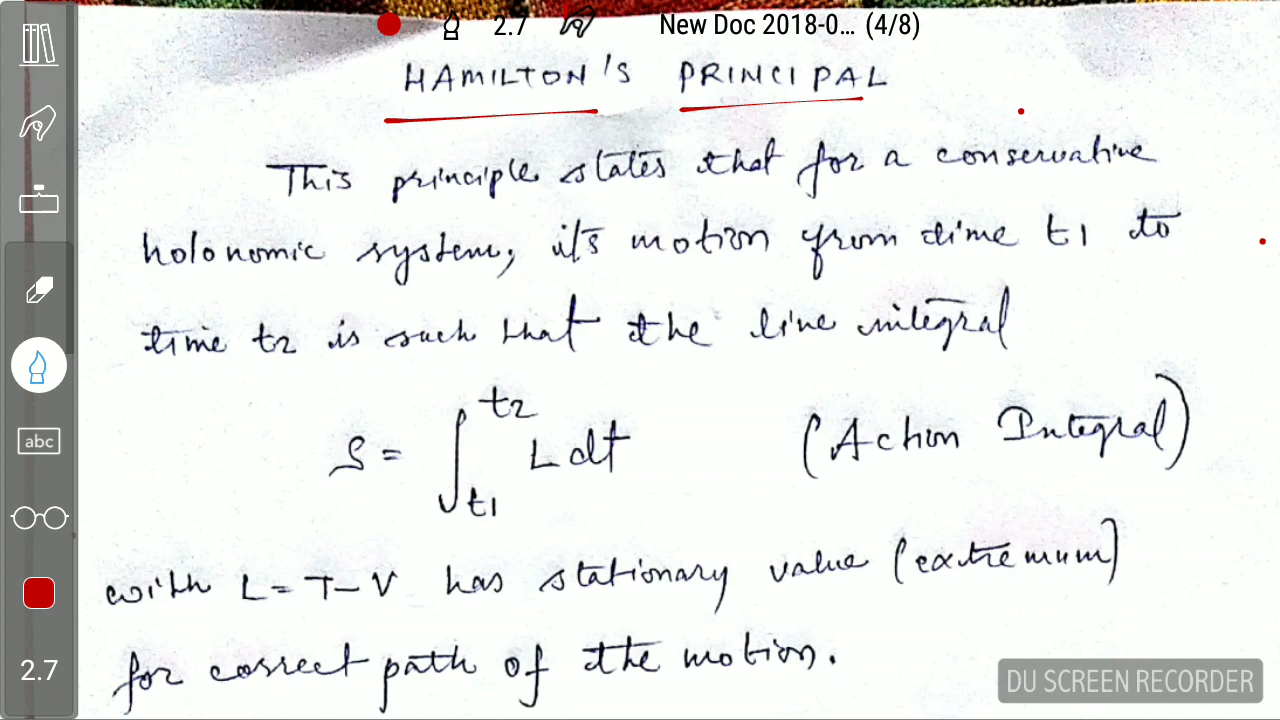 2.7 New Doc 2018-0... (4/8)
HAMILTON'S PRINCIPAL
This principle states that for a conservative
holonomic system, it's motion from time t1 to
time t2 is such that the line integral
S = ∫ t2 t1 L dt (Action Integral)
with L = T - V has stationary value (extremum)
for correct path of the motion.
abc
2.7
DU SCREEN RECORDER